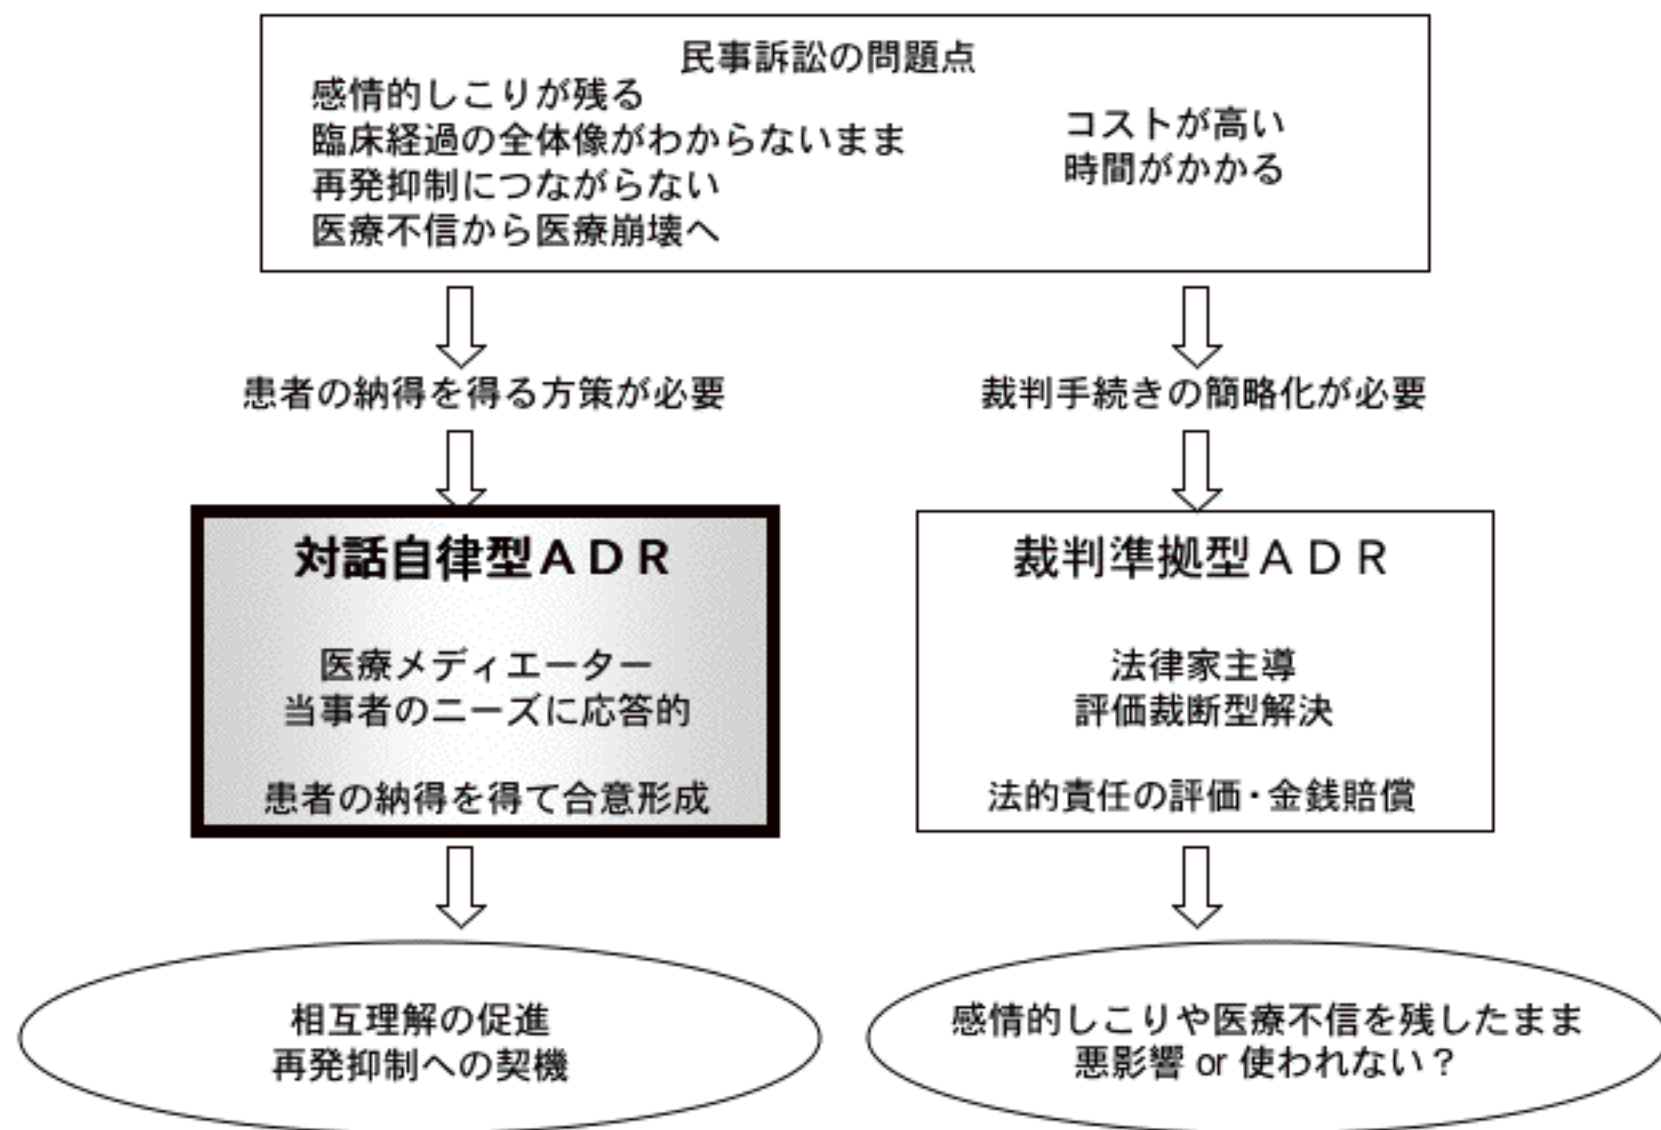 民事訴訟の問題点
感情的しこりが残る
臨床経過の全体像がわからないまま
再発抑制につながらない
医療不信から医療崩壊へ
コストが高い
時間がかかる
患者の納得を得る方策が必要
裁判手続きの簡略化が必要
対話自律型ＡＤＲ
医療メディエーター
当事者のニーズに応答的
患者の納得を得て合意形成
裁判準拠型ＡＤＲ
法律家主導
評価裁断型解決
法的責任の評価・金銭賠償
相互理解の促進
再発抑制への契機
感情的しこりや医療不信を残したまま
悪影響 or 使われない？